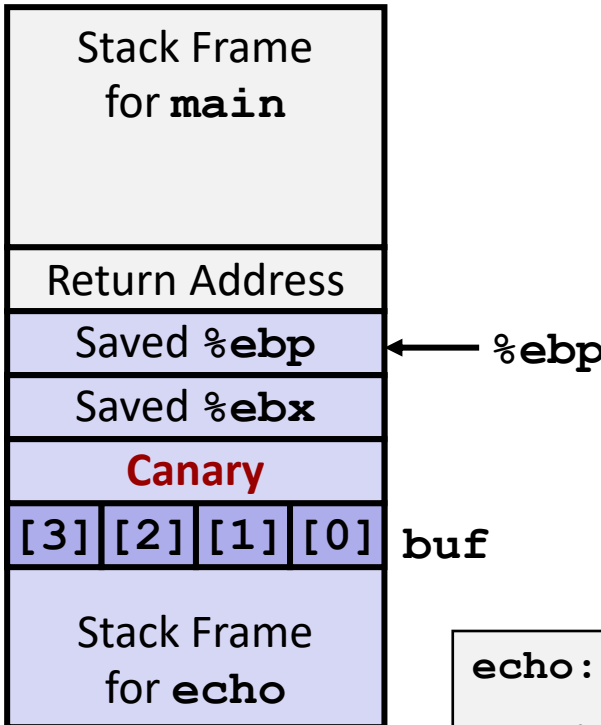 Stack Frame
for main
Return Address
Saved %ebp
%ebp
Saved %ebx
Canary
[3] [2] [1] [0] buf
Stack Frame
for echo
echo: